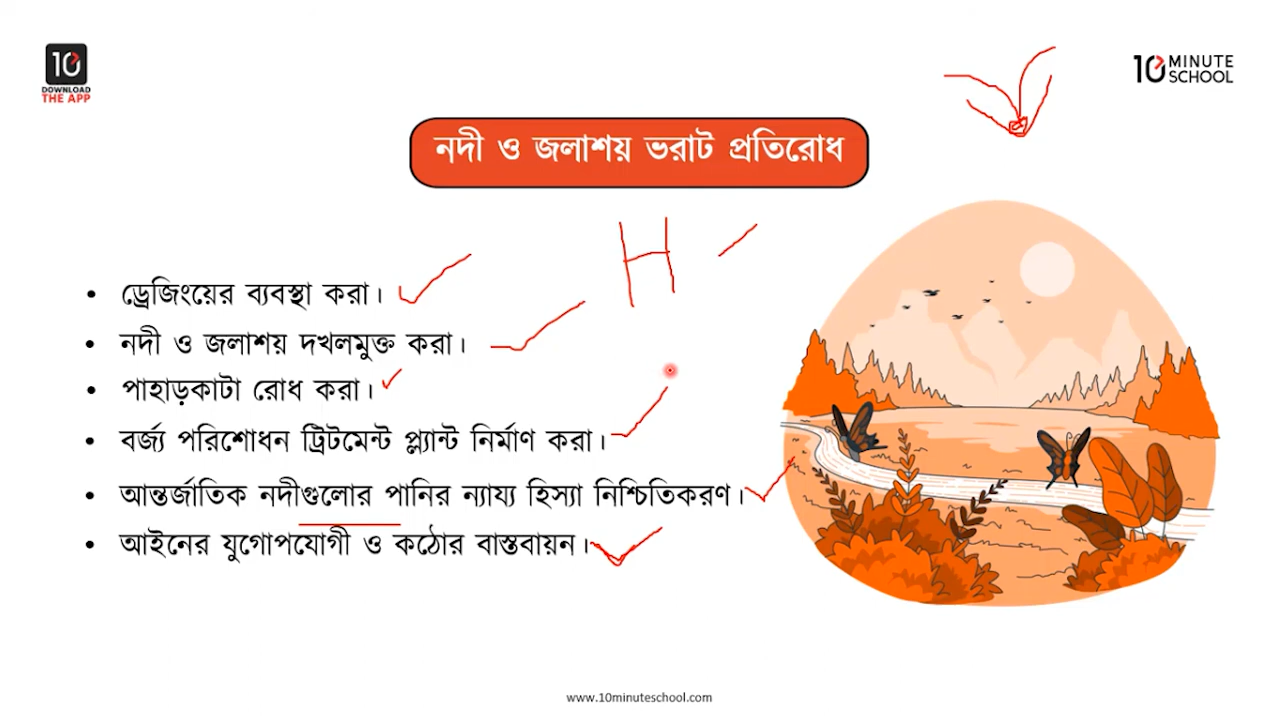 10
DOWNLOAD
THE APP
10 MINUTE
SCHOOL
নদী ও জলাশয় ভরাট প্রতিরোধ
H
• ড্রেজিংয়ের ব্যবস্থা করা।
• নদী ও জলাশয় দখলমুক্ত করা।
• পাহাড়কাটা রোধ করা।
• বর্জ্য পরিশোধন ট্রিটমেন্ট প্ল্যান্ট নির্মাণ করা।
• আন্তর্জাতিক নদীগুলোর পানির ন্যায্য হিস্যা নিশ্চিতিকরণ।
• আইনের যুগোপযোগী ও কঠোর বাস্তবায়ন।
www.10minuteschool.com